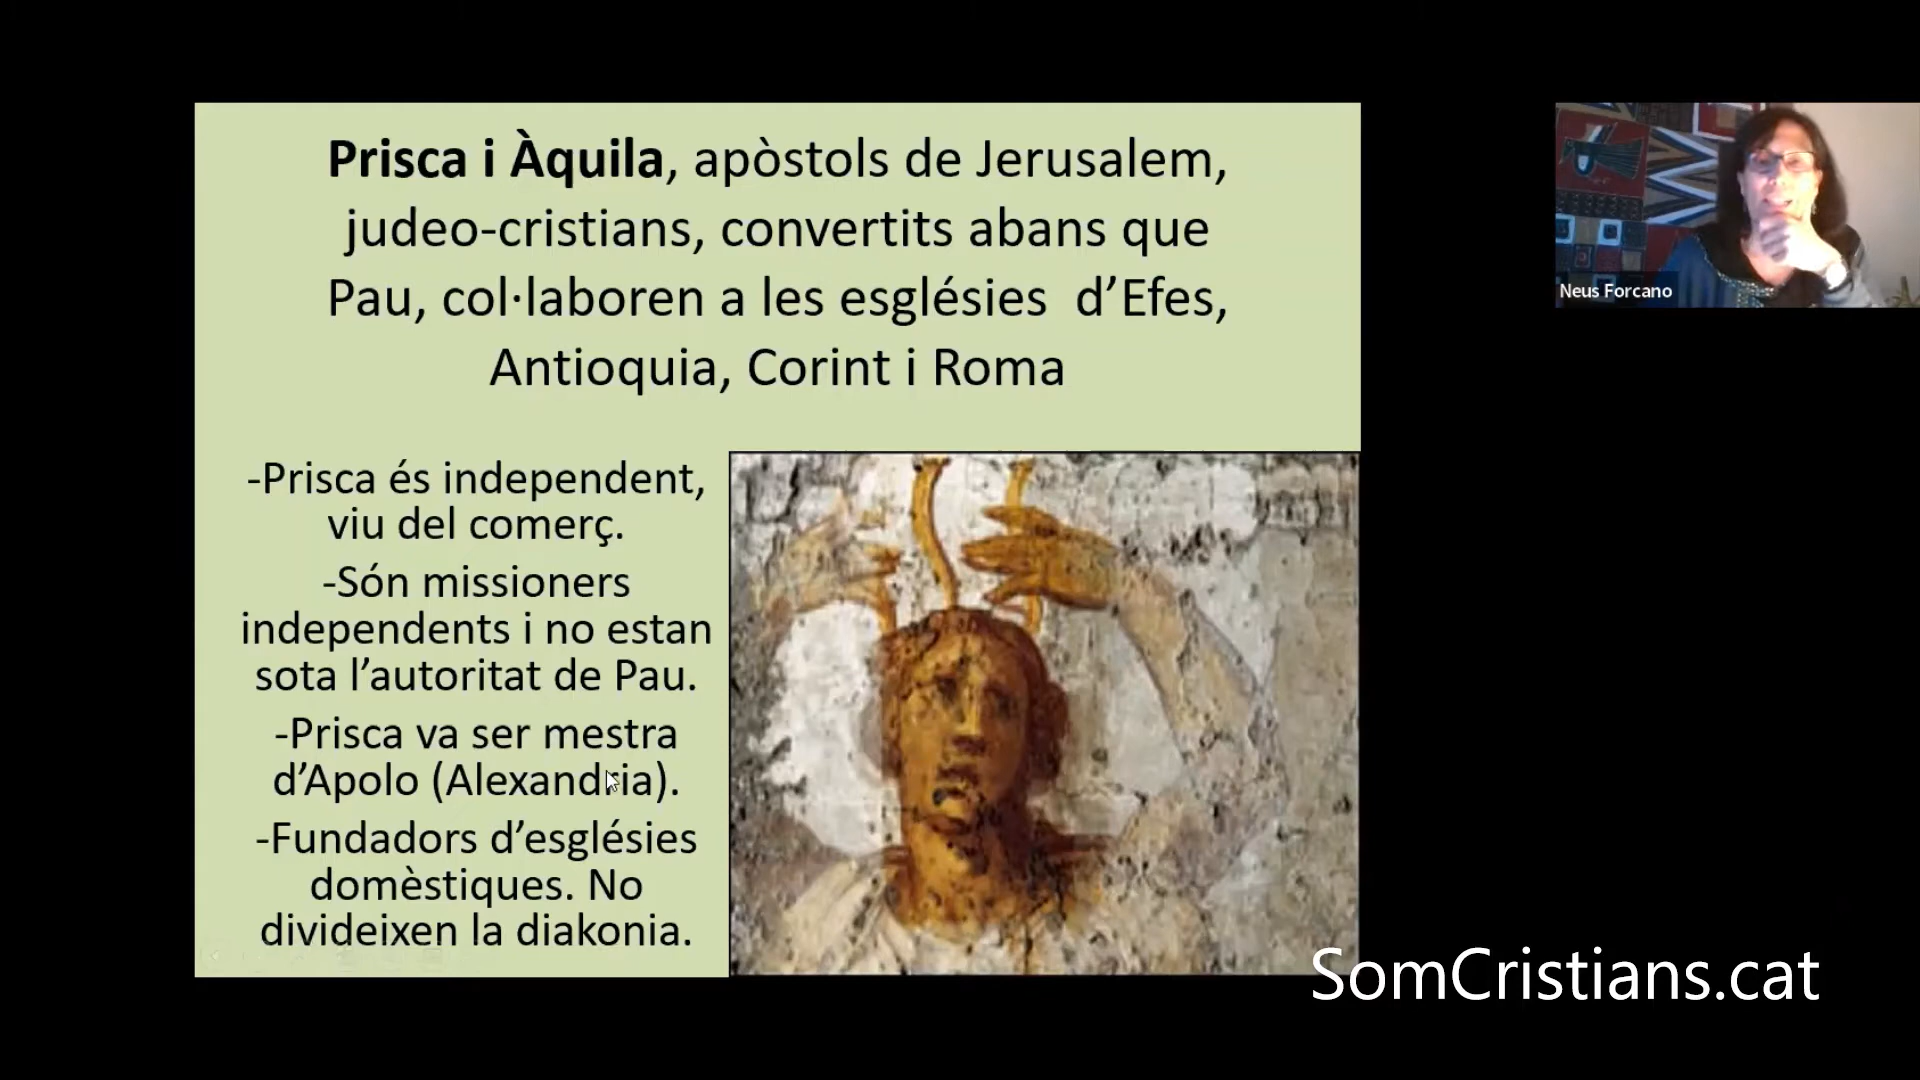 Prisca i Àquila, apòstols de Jerusalem,
judeo-cristians, convertits abans que
Pau, col·laboren a les esglésies d’Efes,
Antioquia, Corint i Roma
-Prisca és independent,
viu del comerç.
-Són missioners
independents i no estan
sota l’autoritat de Pau.
-Prisca va ser mestra
d’Apolo (Alexandria).
-Fundadors d’esglésies
domèstiques. No
divideixen la diakonia.
Neus Forcano
SomCristians.cat